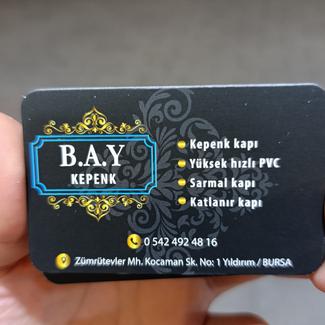 B.A.Y
KEPENK
Kepenk kapı
Yüksek hızlı PVC
Sarmal kapı
Katlanır kapı
0 542 492 48 16
Zümrütevler Mh. Kocaman Sk. No: 1 Yıldırım / BURSA